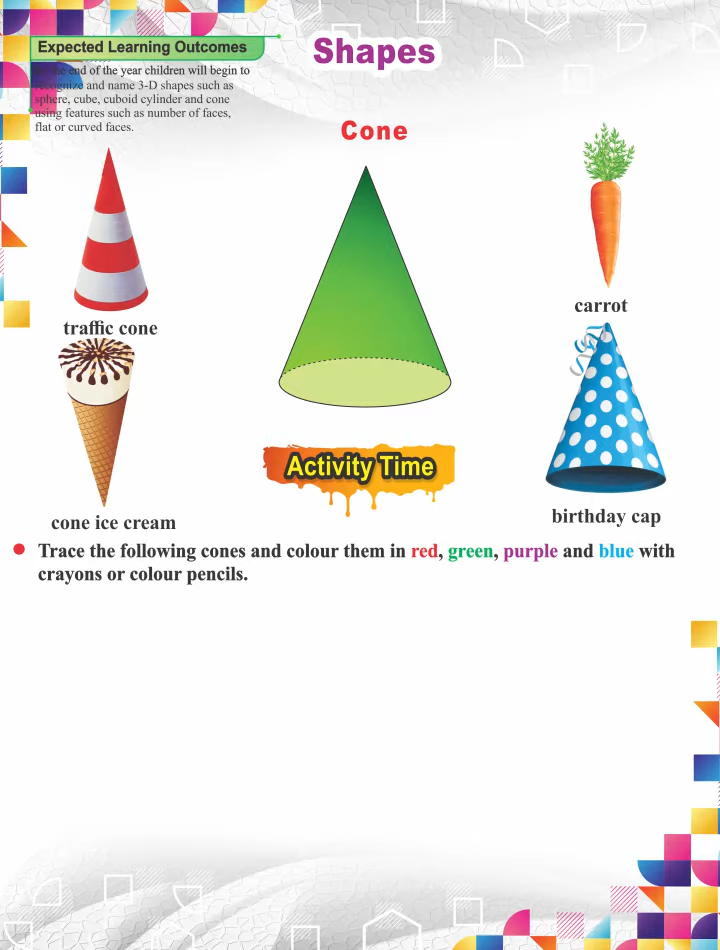 Shapes
Expected Learning Outcomes
the end of the year children will begin to
recognize and name 3-D shapes such as
sphere, cube, cuboid cylinder and cone
using features such as number of faces,
flat or curved faces.
Cone
traffic cone
carrot
cone ice cream
birthday cap
Activity Time
Trace the following cones and colour them in red, green, purple and blue with
crayons or colour pencils.